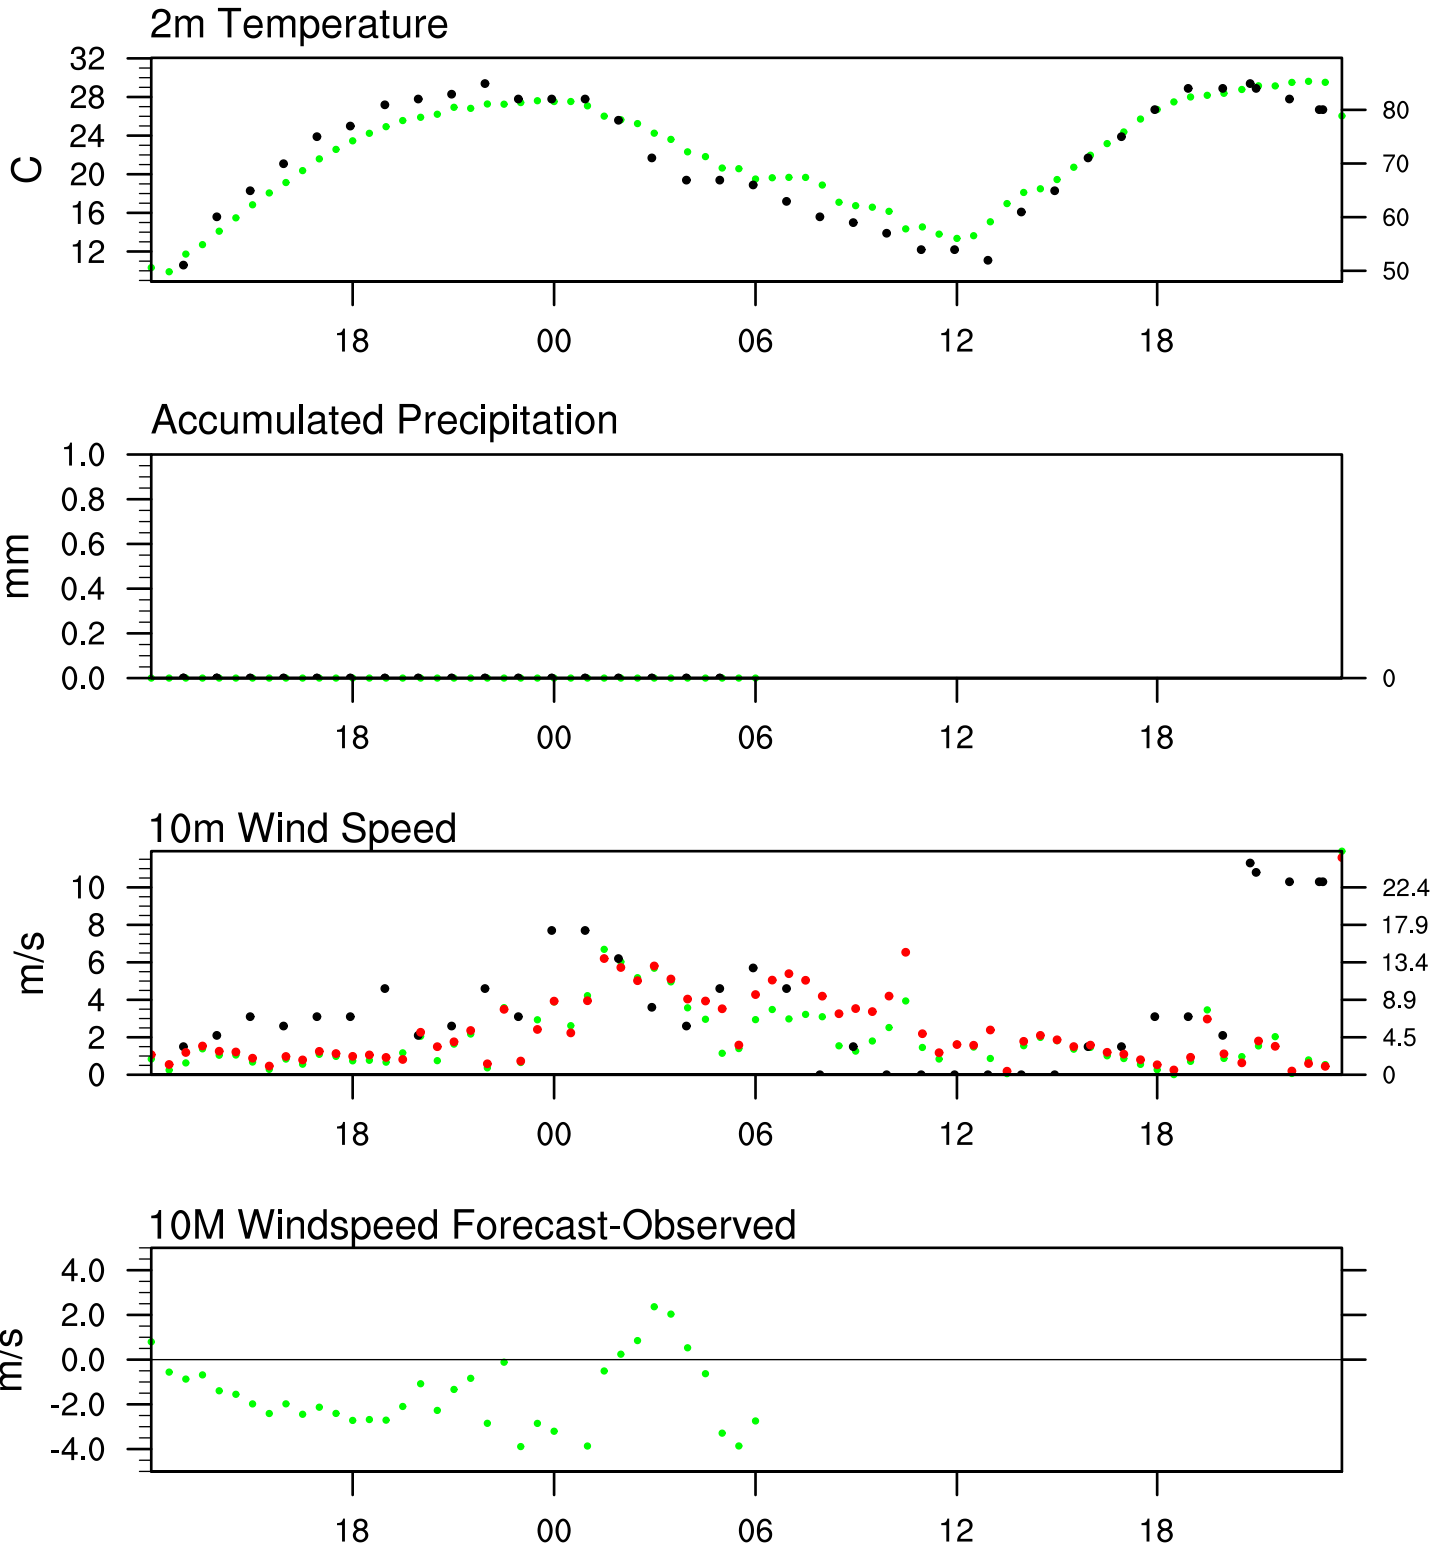 2m Temperature
32
28
24
20
16
12
C
80
70
60
50
18 00 06 12 18
Accumulated Precipitation
1.0
0.8
0.6
0.4
0.2
0.0
mm
0
18 00 06 12 18
10m Wind Speed
10
8
6
4
2
0
m/s
22.4
17.9
13.4
8.9
4.5
0
18 00 06 12 18
10M Windspeed Forecast-Observed
4.0
2.0
0.0
-2.0
-4.0
m/s
18 00 06 12 18